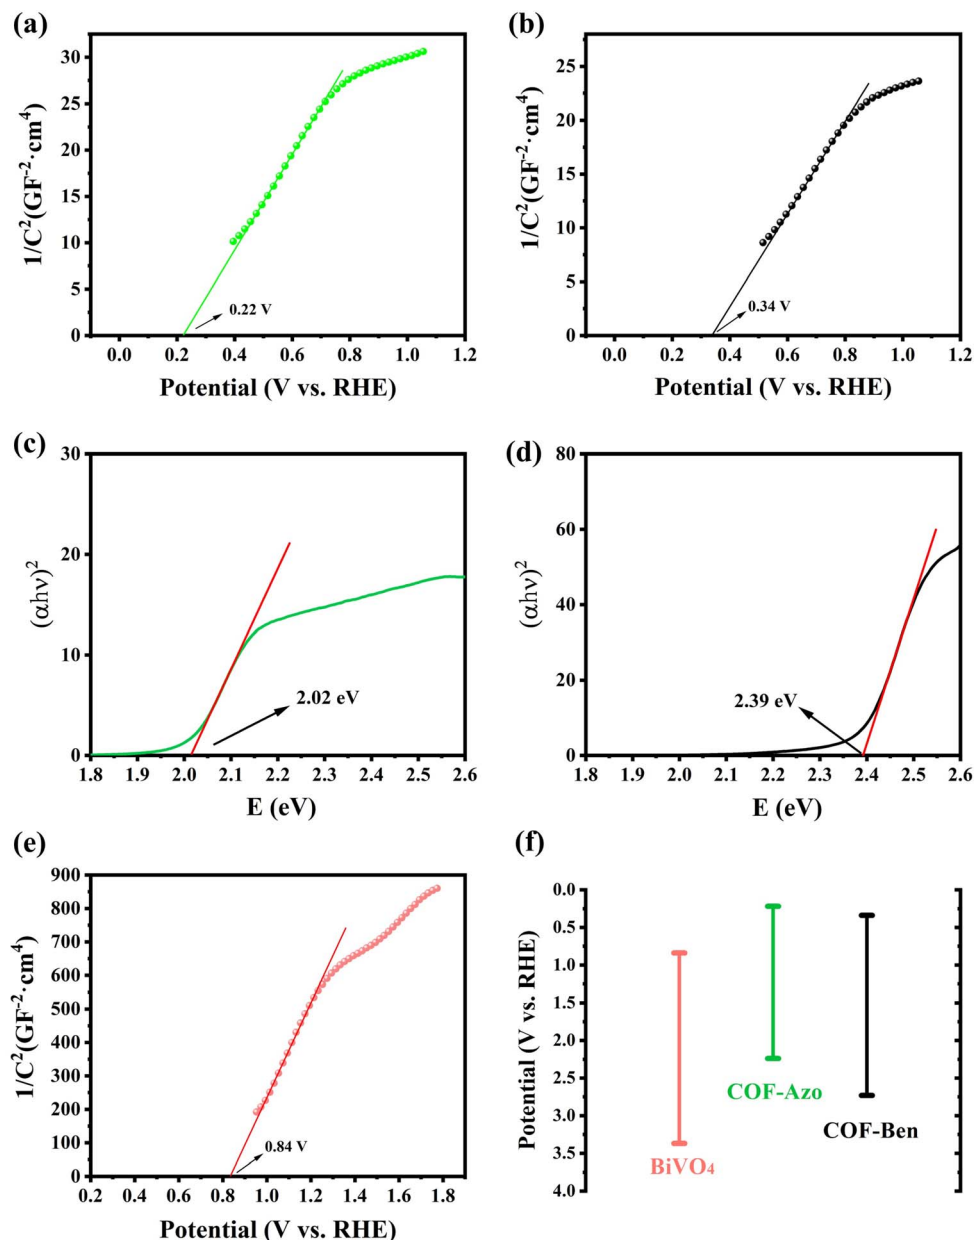 (a)
30
25
20
15
10
5
0
1/C²(GF⁻²·cm⁴)
0.22 V
0.0 0.2 0.4 0.6 0.8 1.0 1.2
Potential (V vs. RHE)
(b)
25
20
15
10
5
0
1/C²(GF⁻²·cm⁴)
0.34 V
0.0 0.2 0.4 0.6 0.8 1.0 1.2
Potential (V vs. RHE)
(c)
30
20
10
0
(αhν)²
2.02 eV
1.8 1.9 2.0 2.1 2.2 2.3 2.4 2.5 2.6
E (eV)
(d)
80
60
40
20
0
(αhν)²
2.39 eV
1.8 1.9 2.0 2.1 2.2 2.3 2.4 2.5 2.6
E (eV)
(e)
900
800
700
600
500
400
300
200
100
0
1/C²(GF⁻²·cm⁴)
0.84 V
0.2 0.4 0.6 0.8 1.0 1.2 1.4 1.6 1.8
Potential (V vs. RHE)
(f)
0.0
0.5
1.0
1.5
2.0
2.5
3.0
3.5
4.0
Potential (V vs. RHE)
COF-Azo
COF-Ben
BiVO₄